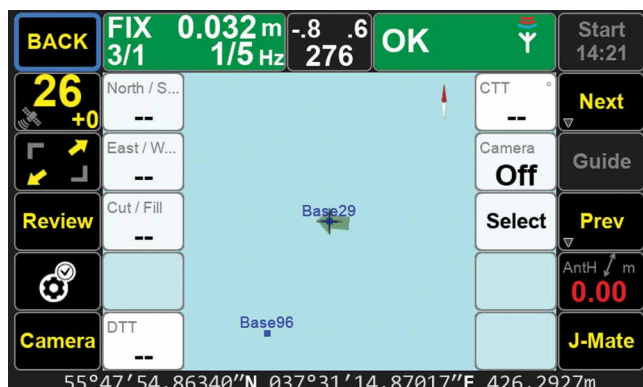 BACK
FIX 0.032 m
3/1 1/5 Hz
-.8 .6
276
OK
Start
14:21
26
+0
North / S...
--
CTT °
--
Next
East / W...
--
Camera
Off
Guide
Review
Cut / Fill
--
Base29
Select
Prev
AntH m
0.00
Camera
DTT
--
Base96
J-Mate
55°47′54.86340″N 037°31′14.87017″E 426.2927m